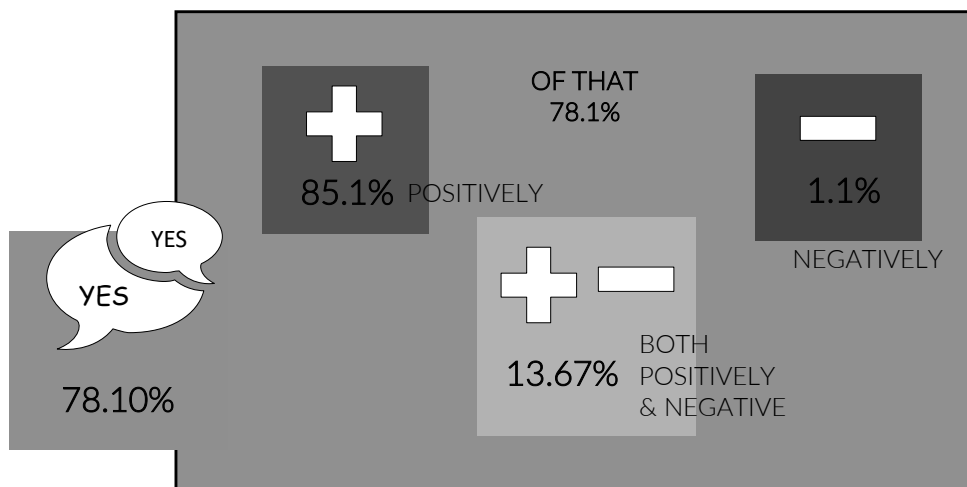 OF THAT
78.1%
85.1% POSITIVELY
1.1%
NEGATIVELY
YES
YES
78.10%
13.67%
BOTH
POSITIVELY
& NEGATIVE